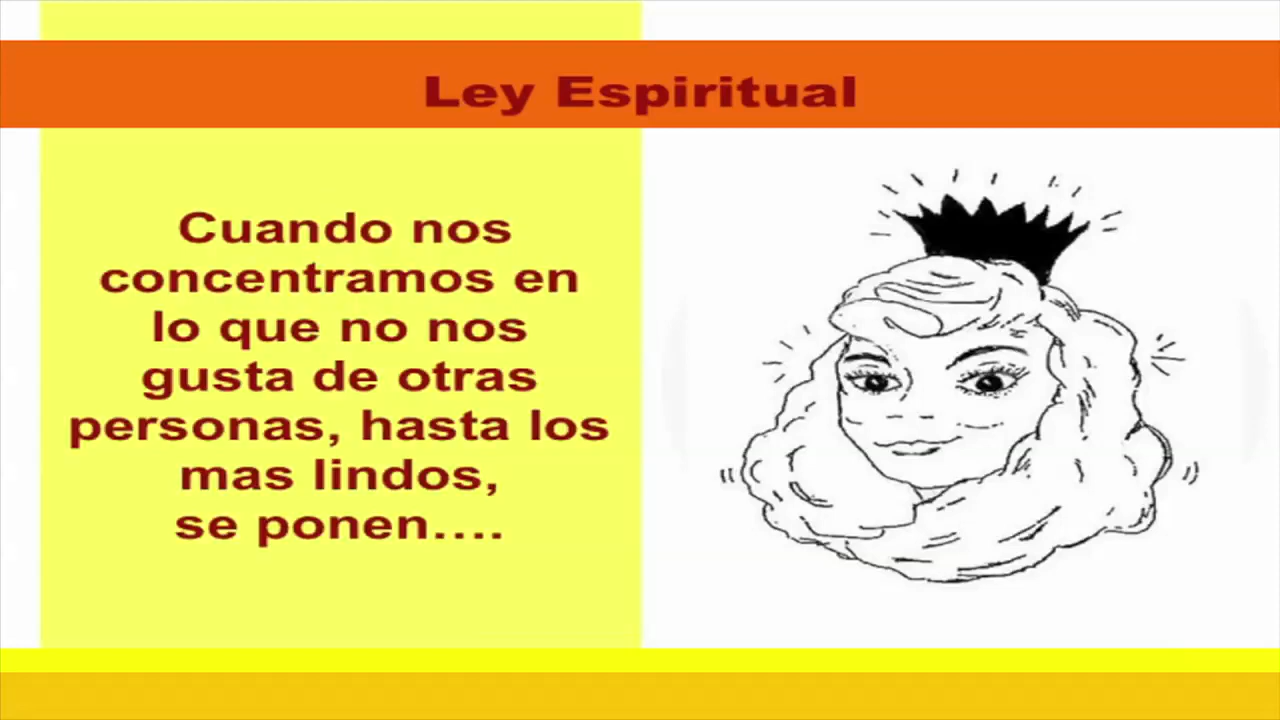 Ley Espiritual
Cuando nos
concentramos en
lo que no nos
gusta de otras
personas, hasta los
mas lindos,
se ponen....